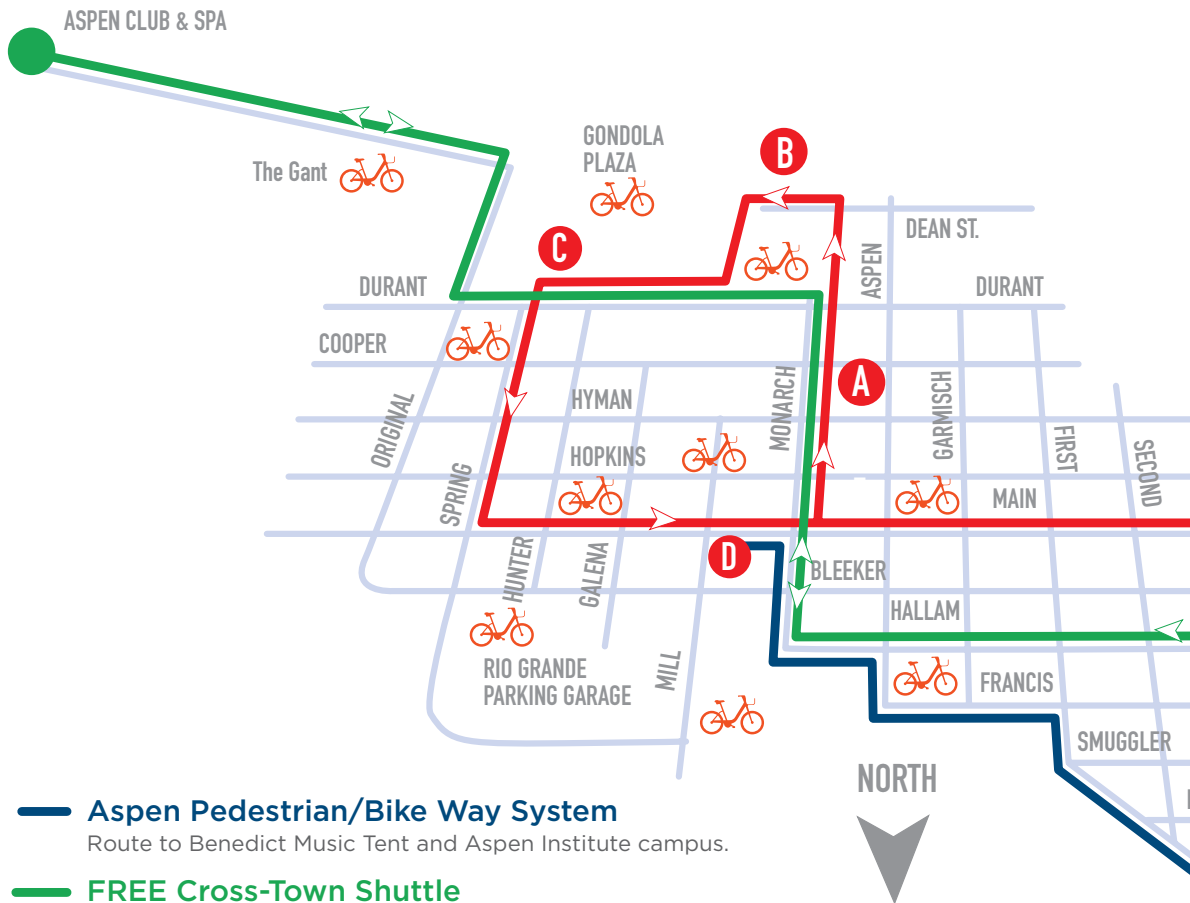 ASPEN CLUB & SPA
GONDOLA
PLAZA
B
The Gant
DEAN ST.
C
ASPEN
DURANT
DURANT
COOPER
A
MONARCH
GARMISCH
HYMAN
ORIGINAL
FIRST
SECOND
HOPKINS
SPRING
MAIN
D
HUNTER
GALENA
BLEEKER
HALLAM
RIO GRANDE
PARKING GARAGE
MILL
FRANCIS
SMUGGLER
NORTH
Aspen Pedestrian/Bike Way System
Route to Benedict Music Tent and Aspen Institute campus.
FREE Cross-Town Shuttle